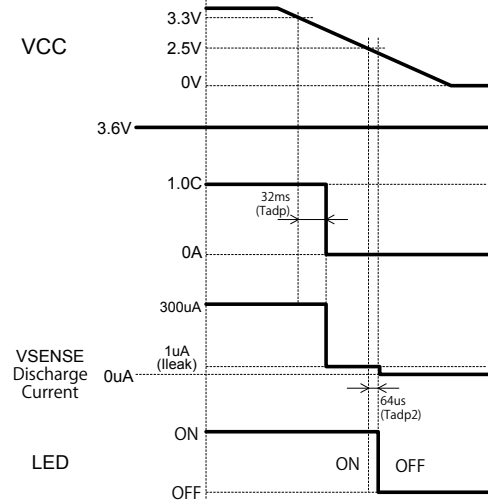 3.3V
VCC
2.5V
0V
3.6V
1.0C
32ms
(Tadp)
0A
300uA
1uA
(Ileak)
VSENSE
Discharge
Current
0uA
64us
(Tadp2)
ON
LED
ON OFF
OFF